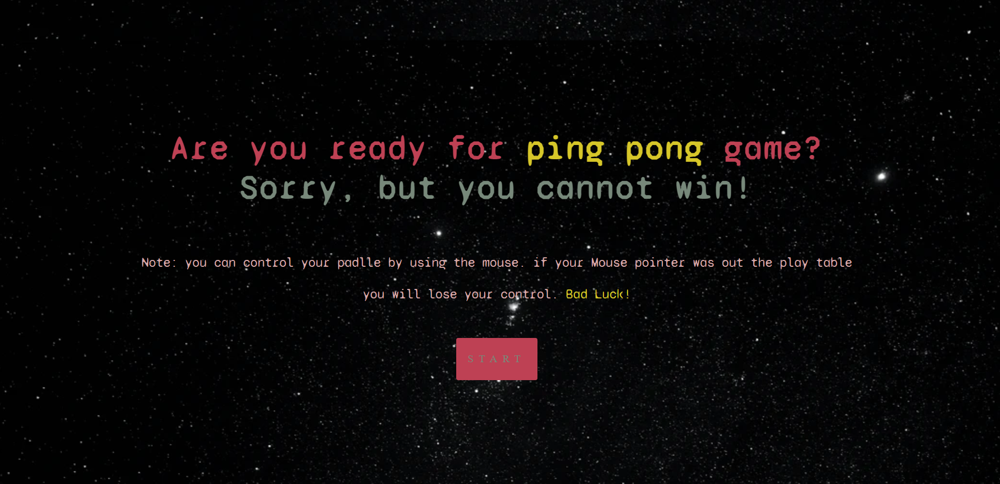 Are you ready for ping pong game?
Sorry, but you cannot win!
Note: you can control your padlle by using the mouse. if your Mouse pointer was out the play table
you will lose your control. Bad Luck!
START